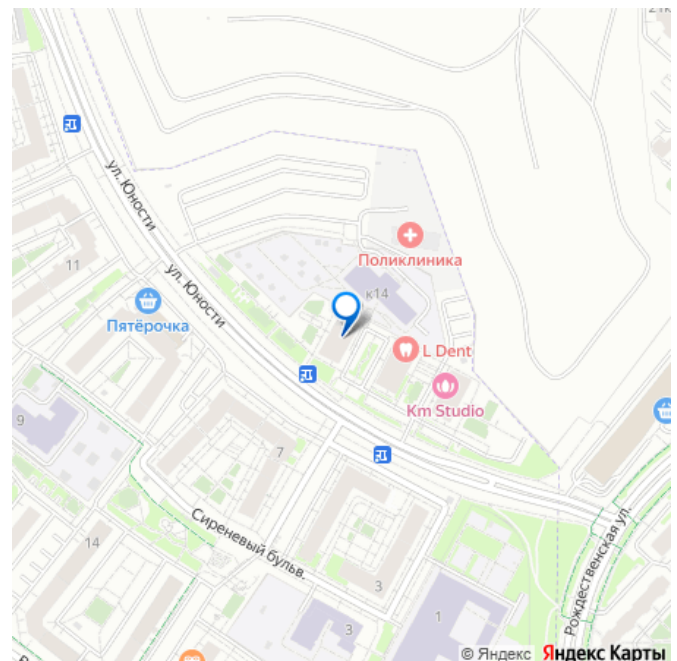 ул. Юности
Поликлиника
11
ул. Юности
к14
Пятёрочка
L Dent
Km Studio
9
7
Сиреневый бульв.
14
3
1
3
Рождественская ул.
© Яндекс Яндекс Карты